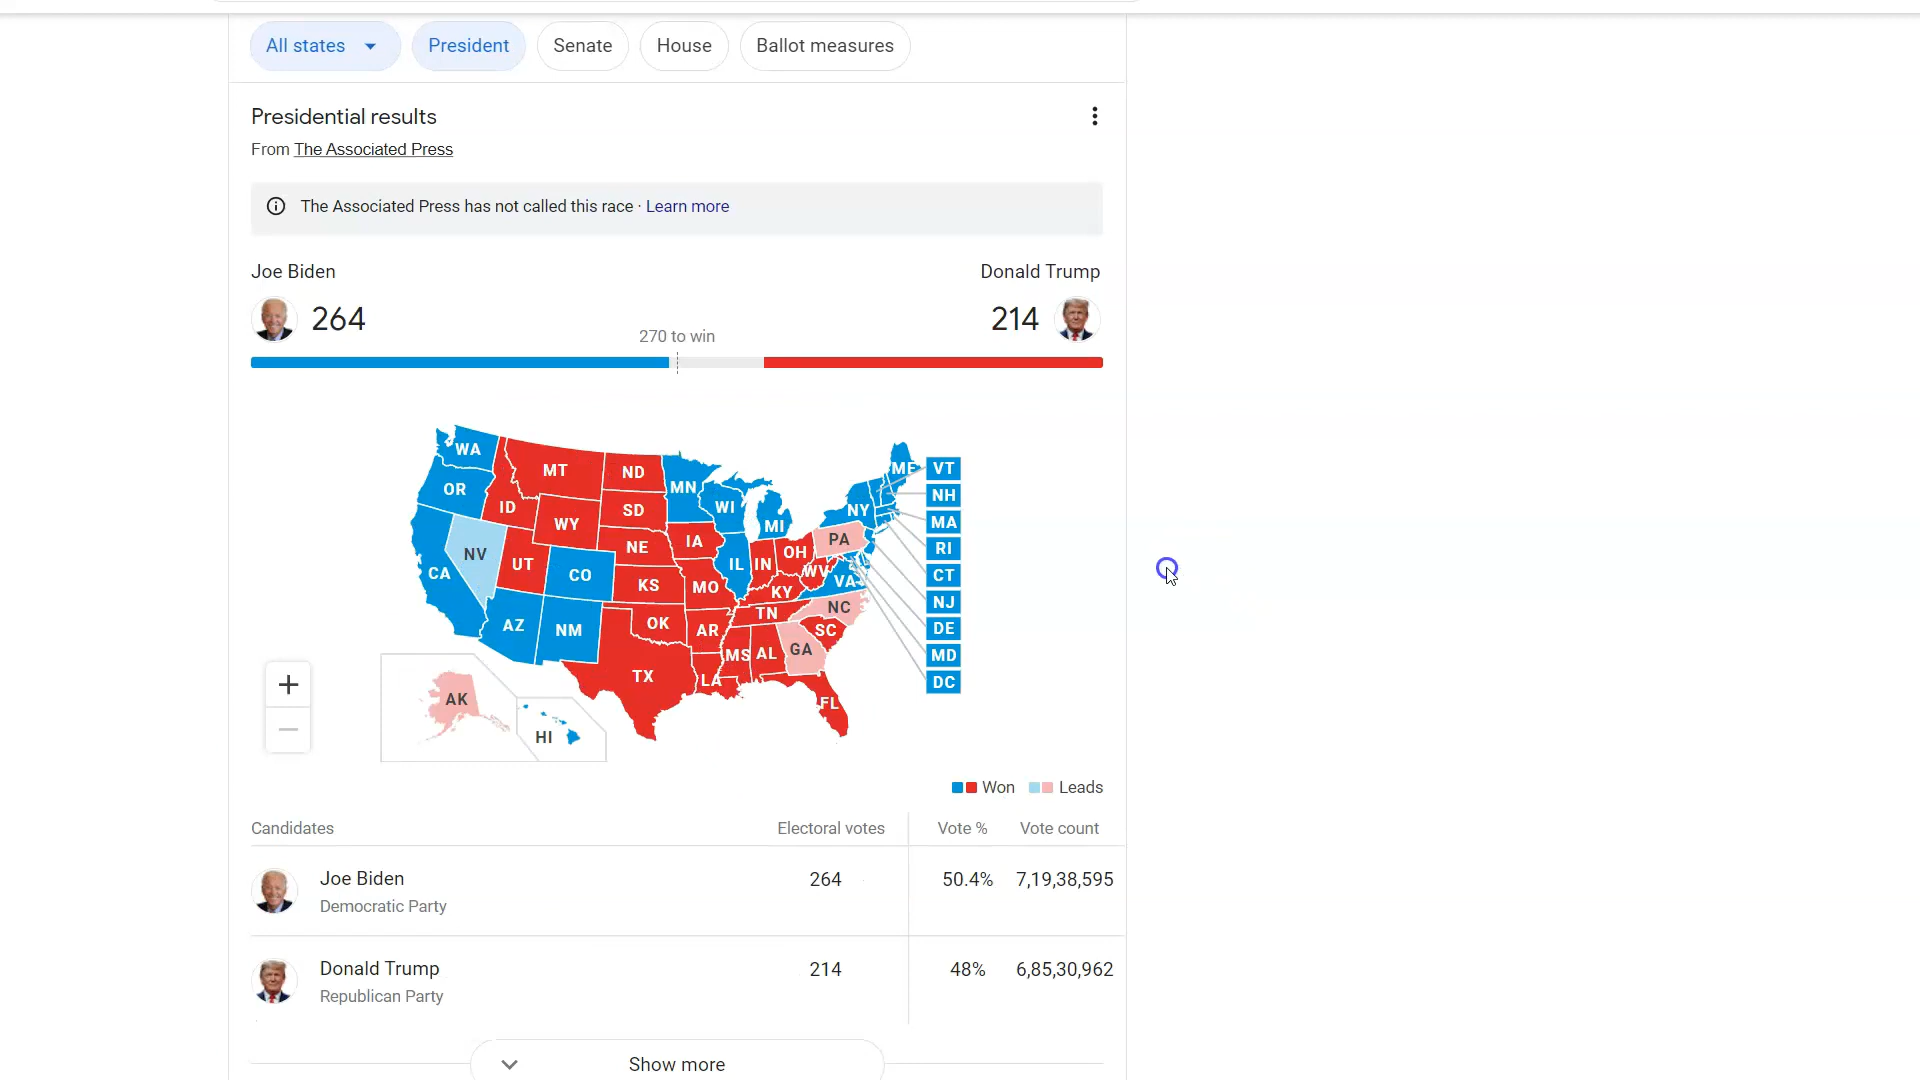 All states
President
Senate
House
Ballot measures
Presidential results
From The Associated Press
The Associated Press has not called this race · Learn more
Joe Biden
Donald Trump
264
214
270 to win
WA
OR
CA
NV
ID
MT
WY
UT
AZ
CO
NM
ND
SD
NE
KS
OK
TX
MN
IA
MO
AR
LA
WI
IL
MS
MI
IN
KY
TN
AL
OH
WV
GA
FL
SC
NC
VA
PA
NY
ME
VT
NH
MA
RI
CT
NJ
DE
MD
DC
AK
HI
+
−
Won
Leads
Candidates
Electoral votes
Vote %
Vote count
Joe Biden
264
50.4%
7,19,38,595
Democratic Party
Donald Trump
214
48%
6,85,30,962
Republican Party
Show more